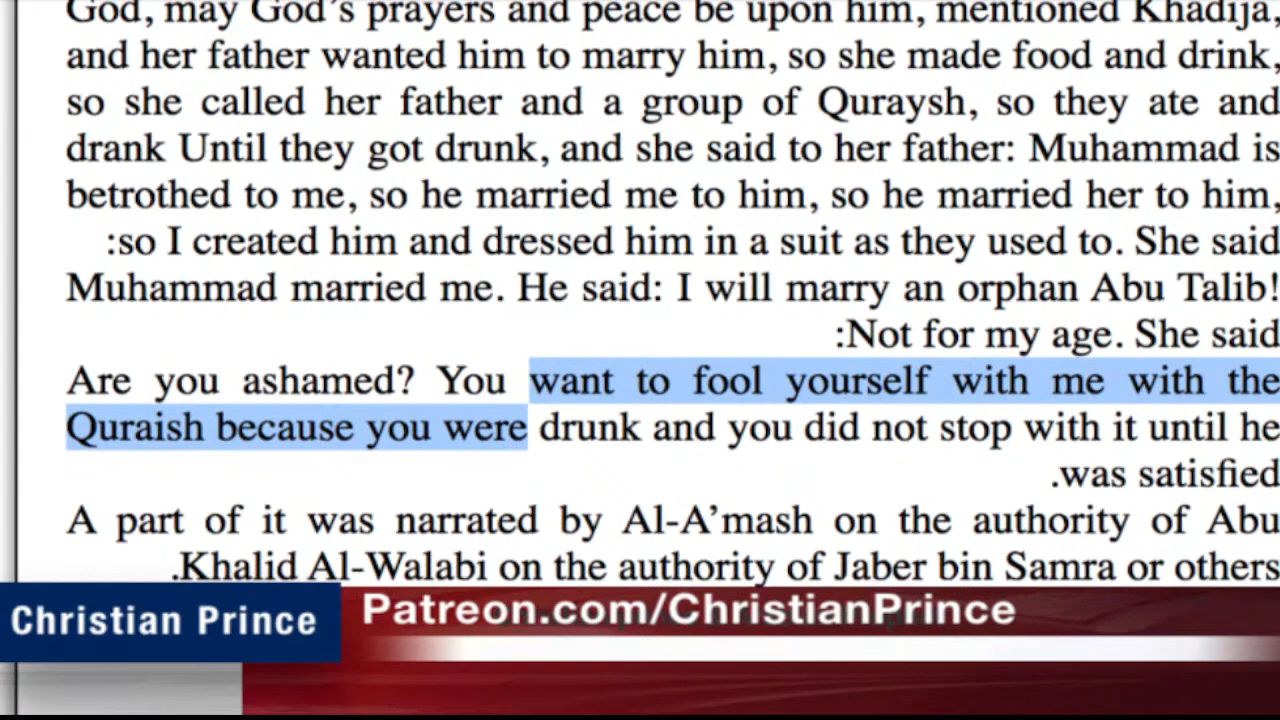 God, may God's prayers and peace be upon him, mentioned Khadija,
and her father wanted him to marry him, so she made food and drink,
so she called her father and a group of Quraysh, so they ate and
drank Until they got drunk, and she said to her father: Muhammad is
betrothed to me, so he married me to him, so he married her to him,
:so I created him and dressed him in a suit as they used to. She said
Muhammad married me. He said: I will marry an orphan Abu Talib!
:Not for my age. She said
Are you ashamed? You want to fool yourself with me with the
Quraish because you were drunk and you did not stop with it until he
.was satisfied
A part of it was narrated by Al-A'mash on the authority of Abu
.Khalid Al-Walabi on the authority of Jaber bin Samra or others
Christian Prince
Patreon.com/ChristianPrince